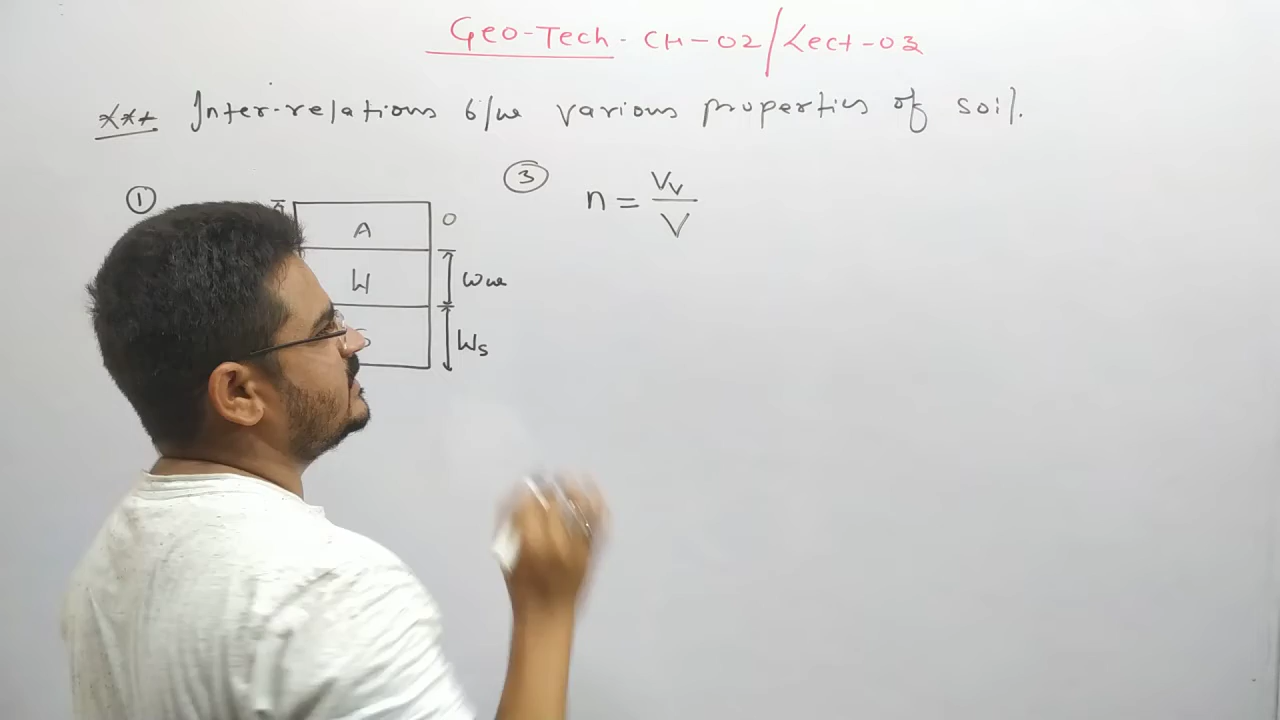 Geo-Tech - CH-02/Lect-03
*** Inter-relations b/w various properties of soil.
①
A 0
W Ww
Ws
③ n = Vv/V